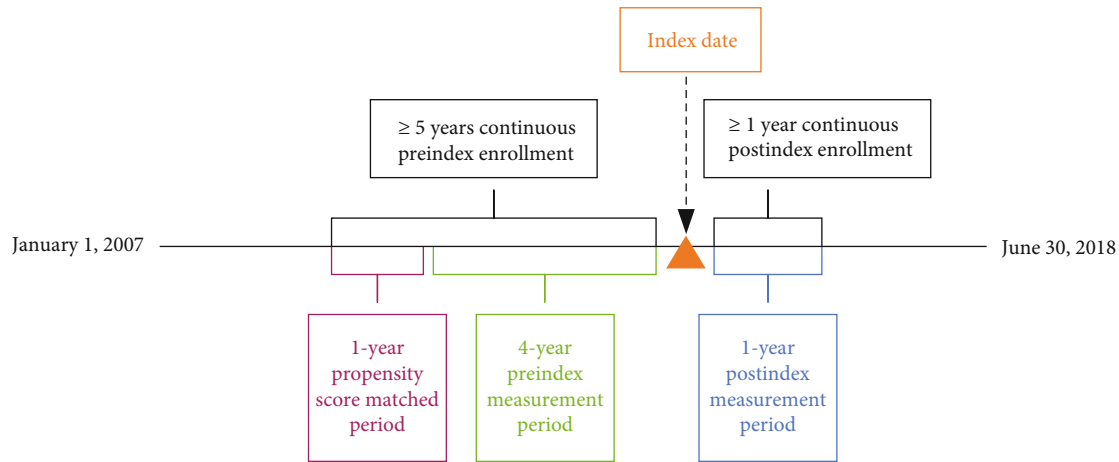 Index date
≥ 5 years continuous
preindex enrollment
≥ 1 year continuous
postindex enrollment
January 1, 2007
June 30, 2018
1-year
propensity
score matched
period
4-year
preindex
measurement
period
1-year
postindex
measurement
period